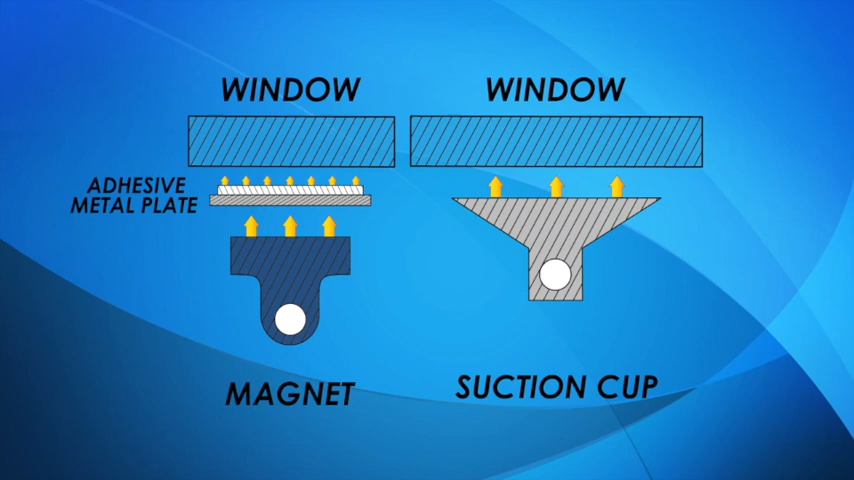 WINDOW
WINDOW
ADHESIVE
METAL PLATE
MAGNET
SUCTION CUP